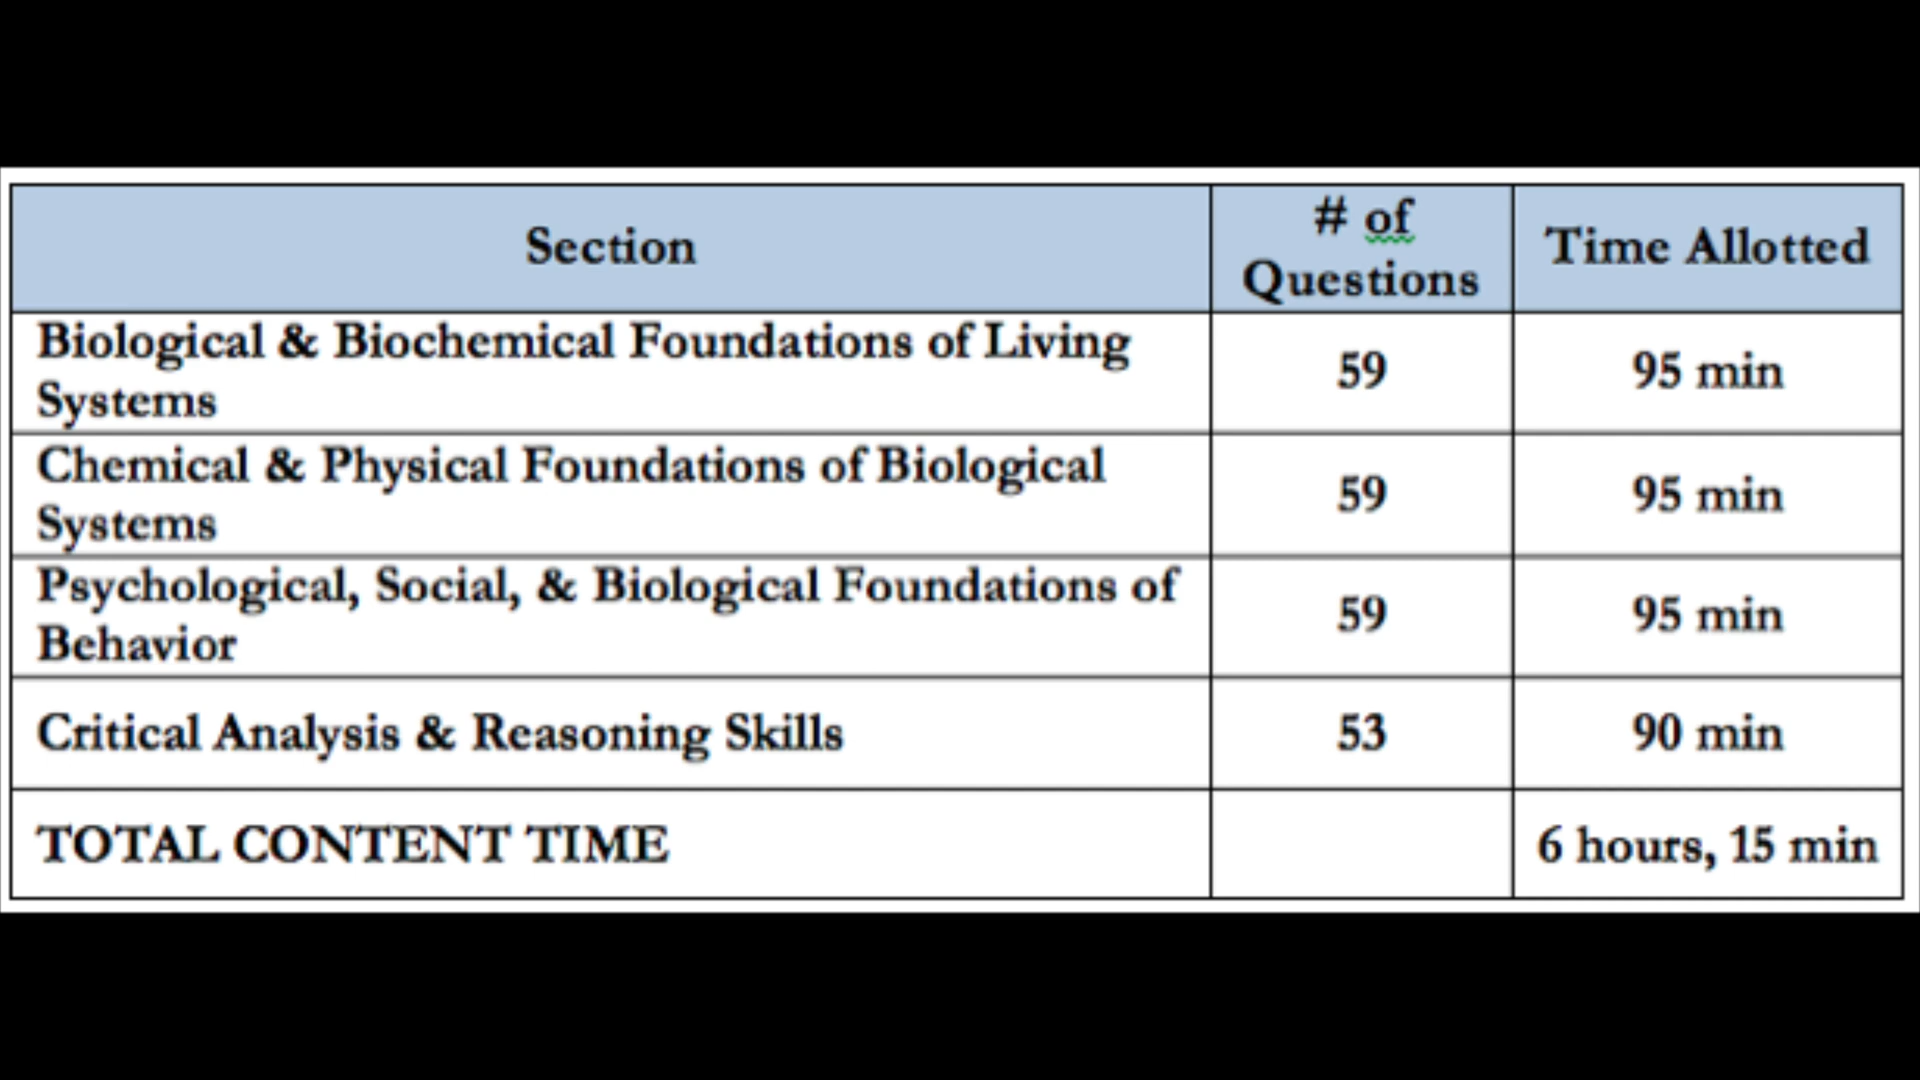 Section
# of
Questions
Time Allotted
Biological & Biochemical Foundations of Living
Systems
59
95 min
Chemical & Physical Foundations of Biological
Systems
59
95 min
Psychological, Social, & Biological Foundations of
Behavior
59
95 min
Critical Analysis & Reasoning Skills
53
90 min
TOTAL CONTENT TIME
6 hours, 15 min